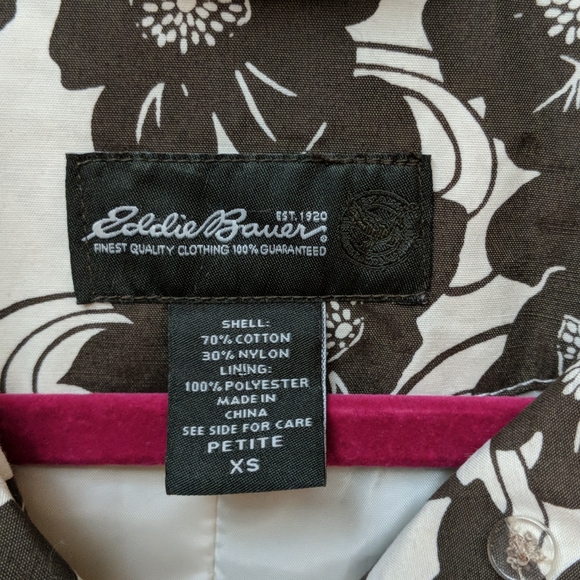 EST. 1920
Eddie Bauer®
FINEST QUALITY CLOTHING 100% GUARANTEED
SHELL:
70% COTTON
30% NYLON
LINING:
100% POLYESTER
MADE IN
CHINA
SEE SIDE FOR CARE
PETITE
XS